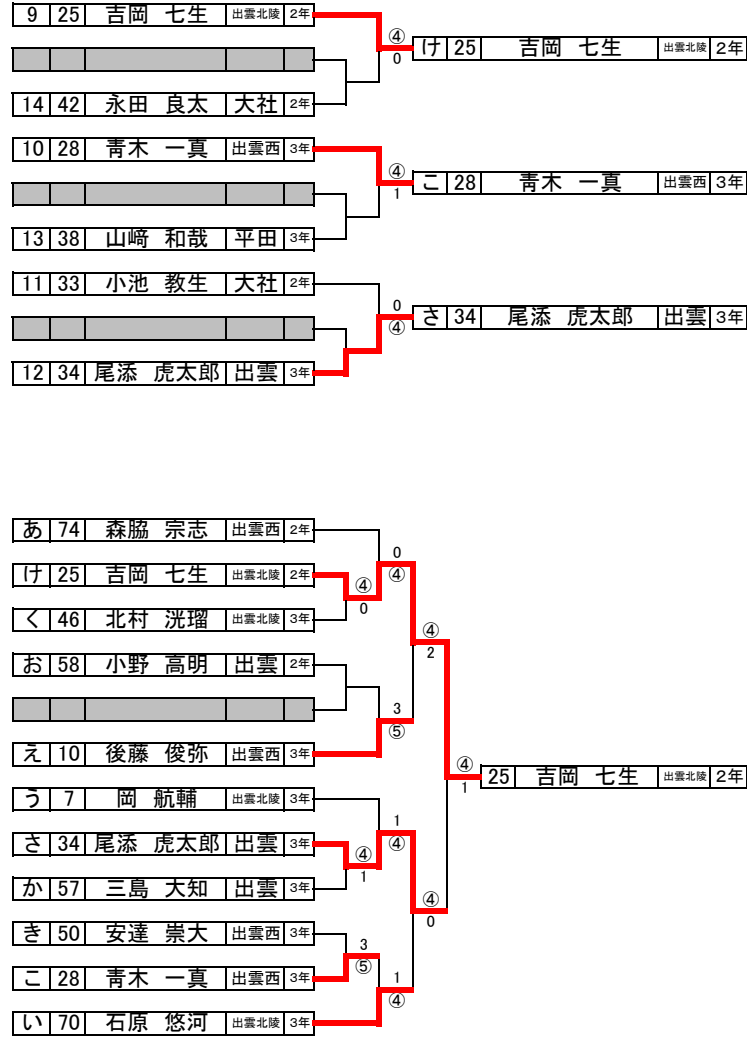 9 25 吉岡 七生 出雲北陵 2年
④
0
け 25 吉岡 七生 出雲北陵 2年
14 42 永田 良太 大社 2年
10 28 青木 一真 出雲西 3年
④
1
こ 28 青木 一真 出雲西 3年
13 38 山﨑 和哉 平田 3年
11 33 小池 教生 大社 2年
0
④
さ 34 尾添 虎太郎 出雲 3年
12 34 尾添 虎太郎 出雲 3年
あ 74 森脇 宗志 出雲西 2年
0
④
け 25 吉岡 七生 出雲北陵 2年
④
0
く 46 北村 洸瑠 出雲北陵 3年
④
2
お 58 小野 高明 出雲 2年
3
⑤
え 10 後藤 俊弥 出雲西 3年
④
1
25 吉岡 七生 出雲北陵 2年
う 7 岡 航輔 出雲北陵 3年
1
④
さ 34 尾添 虎太郎 出雲 3年
④
1
か 57 三島 大知 出雲 3年
④
0
き 50 安達 崇大 出雲西 3年
3
⑤
こ 28 青木 一真 出雲西 3年
1
④
い 70 石原 悠河 出雲北陵 3年